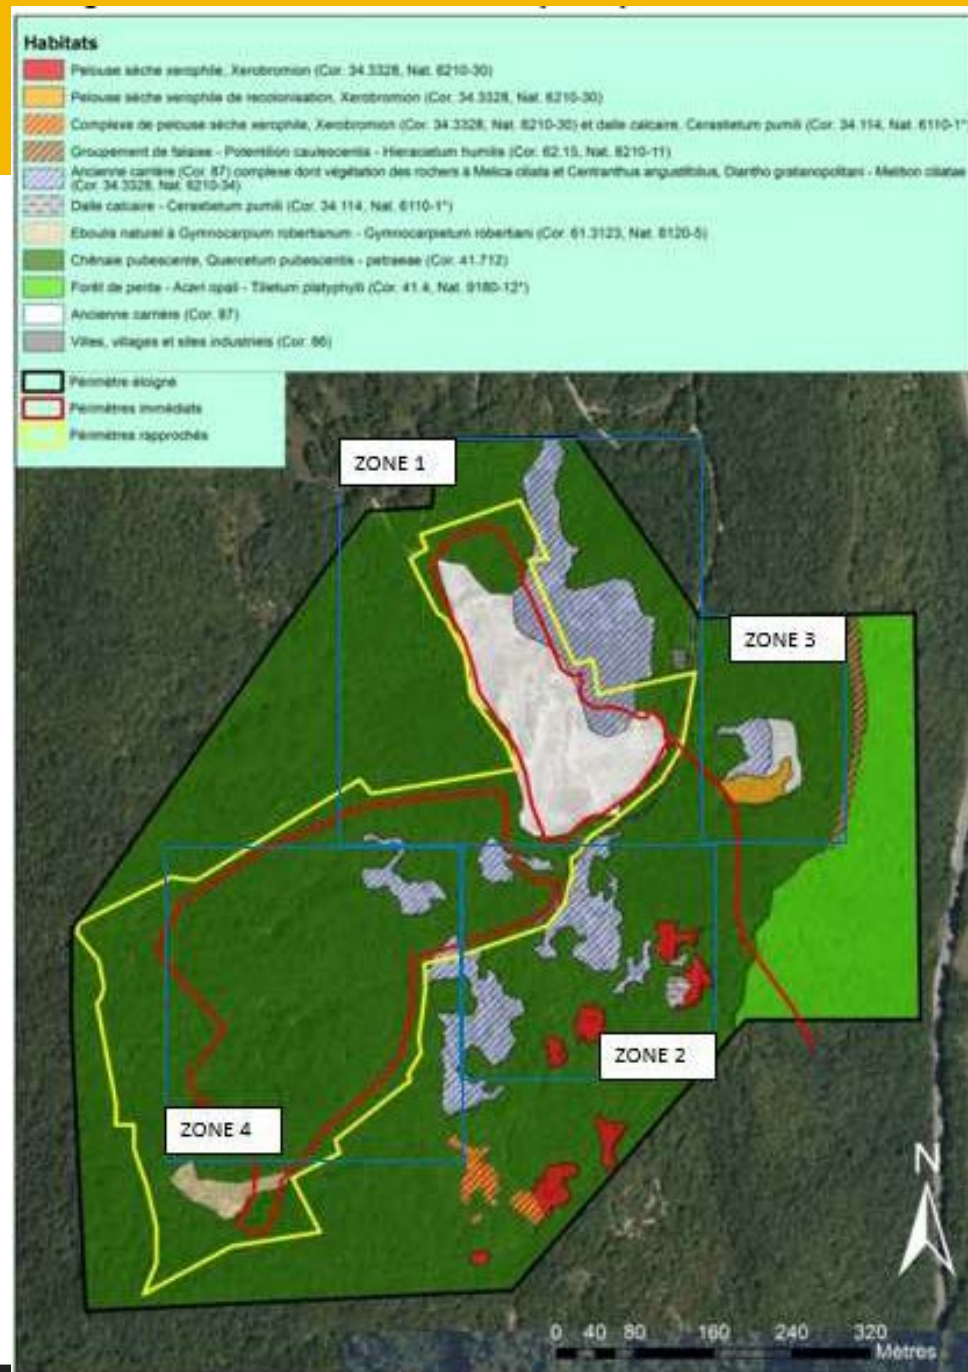 Habitats
Pelouse sèche xerophile, Xerobromion (Cor. 34.3328, Nat. 6210-30)
Pelouse sèche xerophile de recolonisation, Xerobromion (Cor. 34.3328, Nat. 6210-30)
Complexe de pelouse sèche xerophile, Xerobromion (Cor. 34.3328, Nat. 6210-30) et dalle calcaire, Cerastietum pumili (Cor. 34.114, Nat. 6110-1*
Groupement de falaise - Potentilion caulescentis - Hieracietum humilis (Cor. 62.15, Nat. 8210-11)
Ancienne carrière (Cor. 87) complexe dont végétation des rochers à Melica ciliata et Centranthus angustifolius, Diantho gratianopolitani - Melition ciliatae
(Cor. 34.3328, Nat. 6210-34)
Dalle calcaire - Cerastietum pumili (Cor. 34.114, Nat. 6110-1*)
Eboulis naturel à Gymnocarpium robertianum - Gymnocarpietum robertiani (Cor. 61.3123, Nat. 8120-5)
Chênaie pubescente, Quercetum pubescentis - petraeae (Cor. 41.712)
Forêt de pente - Aceri opali - Tilietum platyphylli (Cor. 41.4, Nat. 9180-12*)
Ancienne carrière (Cor. 87)
Villes, villages et sites industriels (Cor. 86)
Périmètre éloigné
Périmètres immédiats
Périmètres rapprochés
ZONE 1
ZONE 3
ZONE 2
ZONE 4
N
0 40 80 160 240 320
Mètres